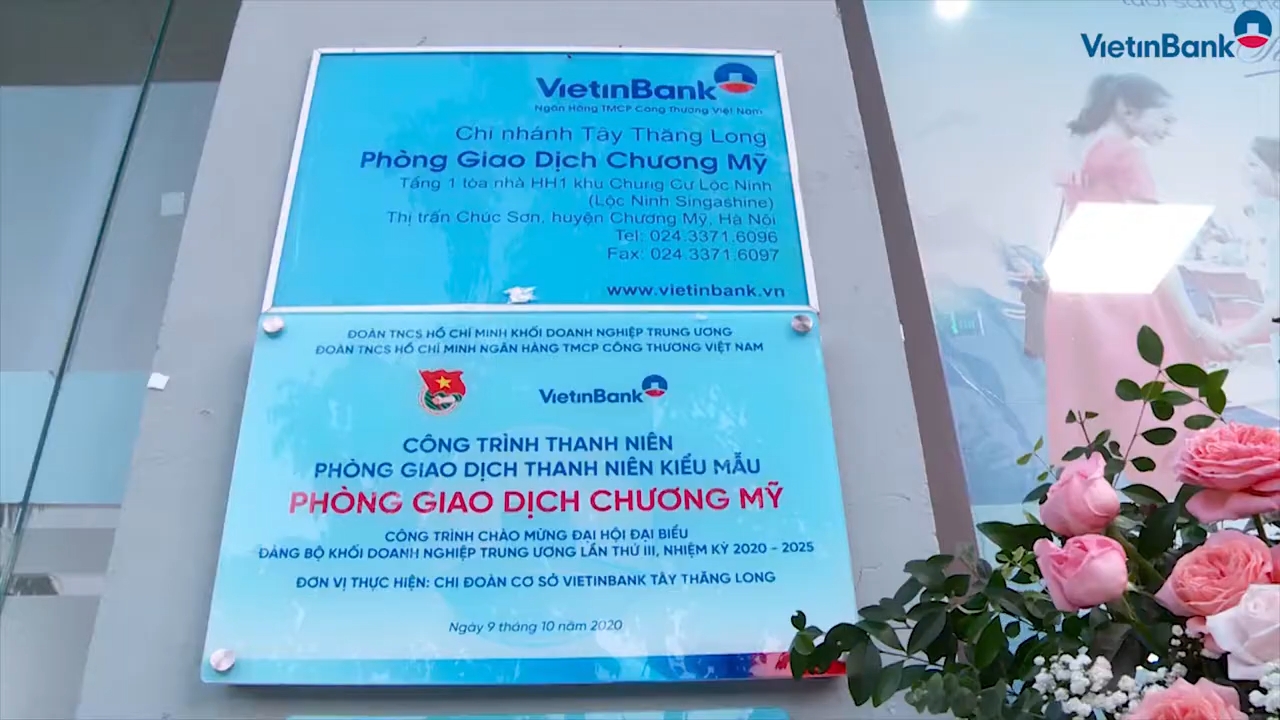 VietinBank
VietinBank
Ngân Hàng TMCP Công Thương Việt Nam
Chi nhánh Tây Thăng Long
Phòng Giao Dịch Chương Mỹ
Tầng 1 tòa nhà HH1 khu Chung Cư Lộc Ninh
(Lộc Ninh Singashine)
Thị trấn Chúc Sơn, huyện Chương Mỹ, Hà Nội
Tel: 024.3371.6096
Fax: 024.3371.6097
www.vietinbank.vn
ĐOÀN TNCS HỒ CHÍ MINH KHỐI DOANH NGHIỆP TRUNG ƯƠNG
ĐOÀN TNCS HỒ CHÍ MINH NGÂN HÀNG TMCP CÔNG THƯƠNG VIỆT NAM
VietinBank
CÔNG TRÌNH THANH NIÊN
PHÒNG GIAO DỊCH THANH NIÊN KIỂU MẪU
PHÒNG GIAO DỊCH CHƯƠNG MỸ
CÔNG TRÌNH CHÀO MỪNG ĐẠI HỘI ĐẠI BIỂU
ĐẢNG BỘ KHỐI DOANH NGHIỆP TRUNG ƯƠNG LẦN THỨ III, NHIỆM KỲ 2020 - 2025
ĐƠN VỊ THỰC HIỆN: CHI ĐOÀN CƠ SỞ VIETINBANK TÂY THĂNG LONG
Ngày 9 tháng 10 năm 2020